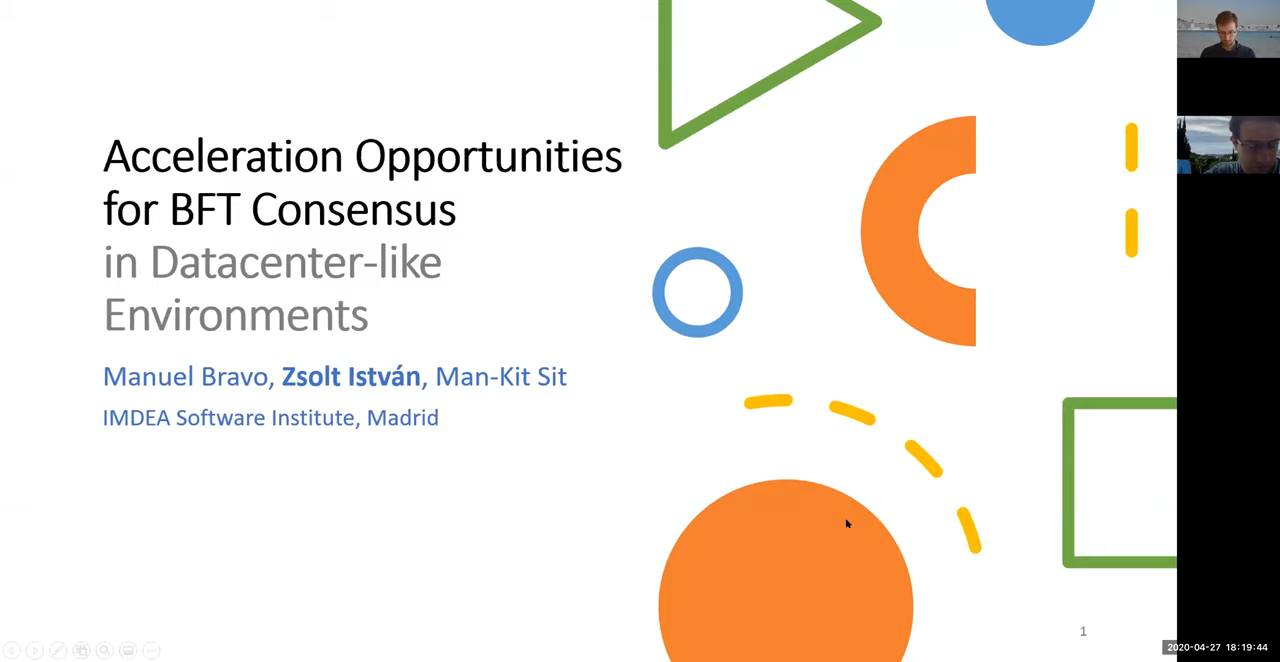 Acceleration Opportunities
for BFT Consensus
in Datacenter-like
Environments
Manuel Bravo, Zsolt István, Man-Kit Sit
IMDEA Software Institute, Madrid
1
2020-04-27 18:19:44